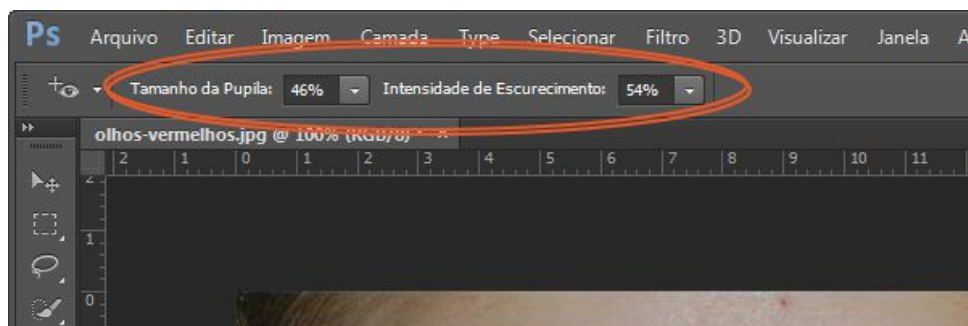 Ps Arquivo Editar Imagem Camada Type Selecionar Filtro 3D Visualizar Janela A
Tamanho da Pupila: 46% Intensidade de Escurecimento: 54%
olhos-vermelhos.jpg @ 100% (RGB/8) * ×
2 1 0 1 2 3 4 5 6 7 8 9 10 11
2
1
0